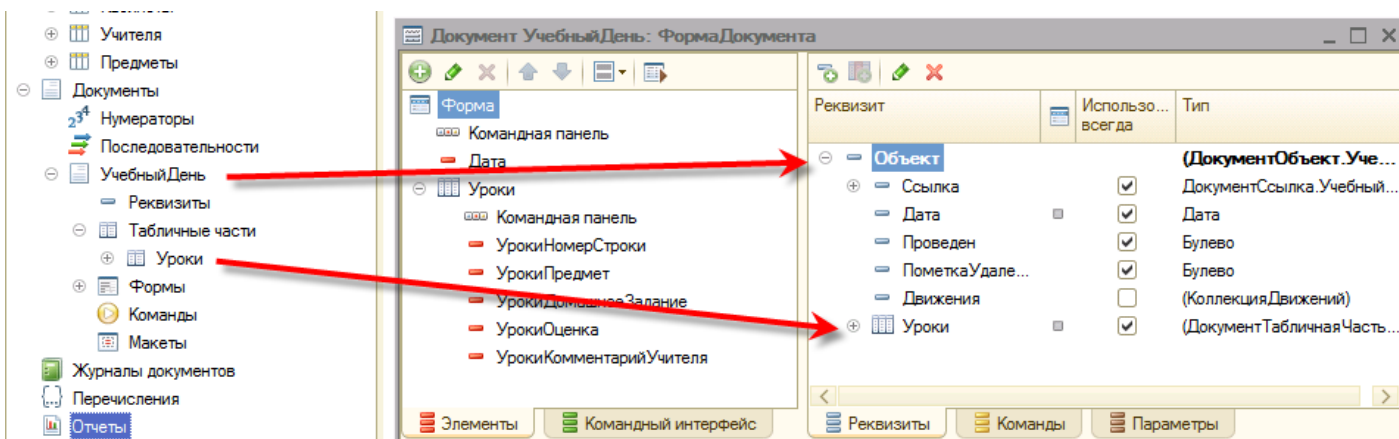 Учителя
Предметы
Документы
Нумераторы
Последовательности
УчебныйДень
Реквизиты
Табличные части
Уроки
Формы
Команды
Макеты
Журналы документов
Перечисления
Отчеты
Документ УчебныйДень: ФормаДокумента
Форма
Командная панель
Дата
Уроки
Командная панель
УрокиНомерСтроки
УрокиПредмет
УрокиДомашнееЗадание
УрокиОценка
УрокиКомментарийУчителя
Элементы
Командный интерфейс
Реквизит
Использо... всегда
Тип
Объект (ДокументОбъект.Уче...
Ссылка ДокументСсылка.Учебный...
Дата Дата
Проведен Булево
ПометкаУдале... Булево
Движения (КоллекцияДвижений)
Уроки (ДокументТабличнаяЧасть...
Реквизиты
Команды
Параметры